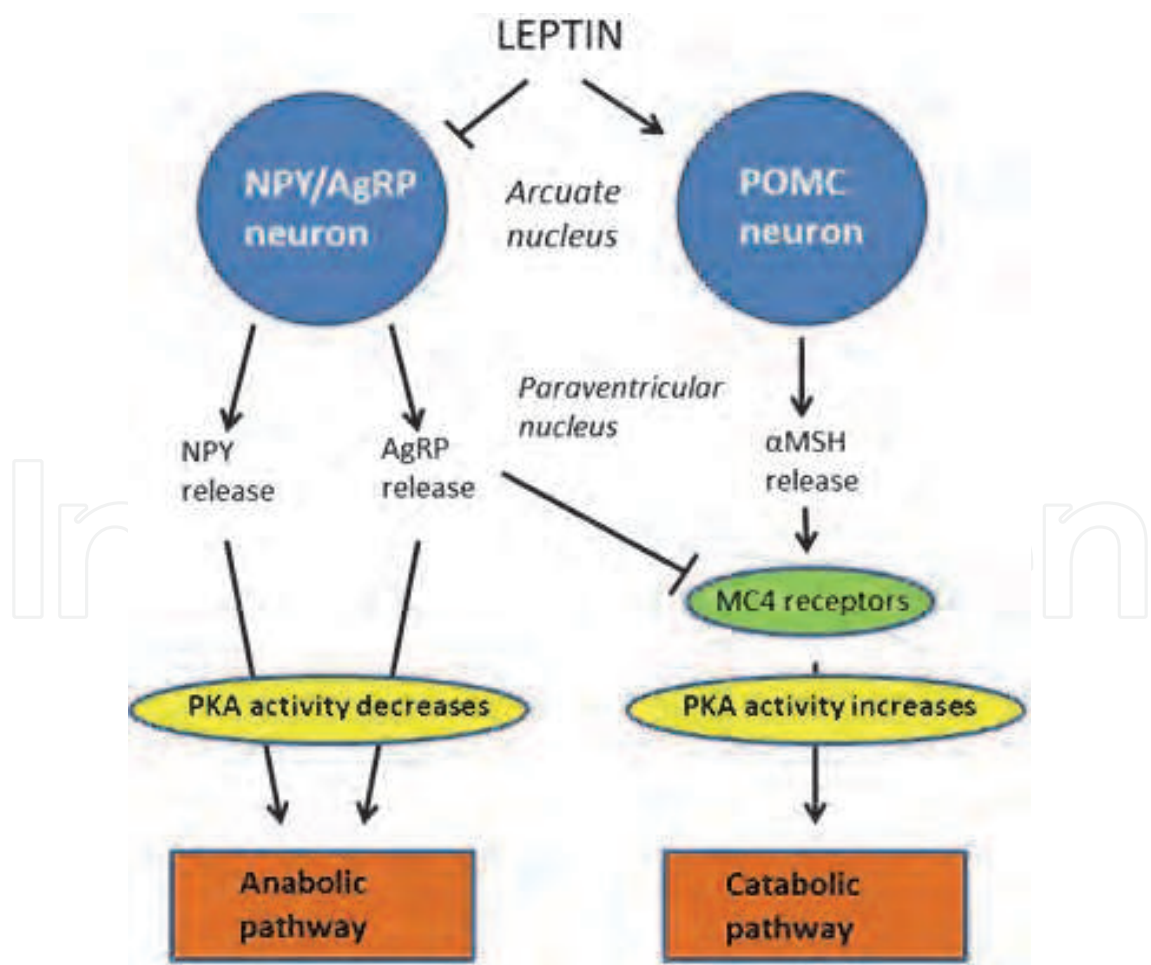 LEPTIN
NPY/AgRP
neuron
Arcuate
nucleus
POMC
neuron
Paraventricular
nucleus
NPY
release
AgRP
release
αMSH
release
MC4 receptors
PKA activity decreases
PKA activity increases
Anabolic
pathway
Catabolic
pathway